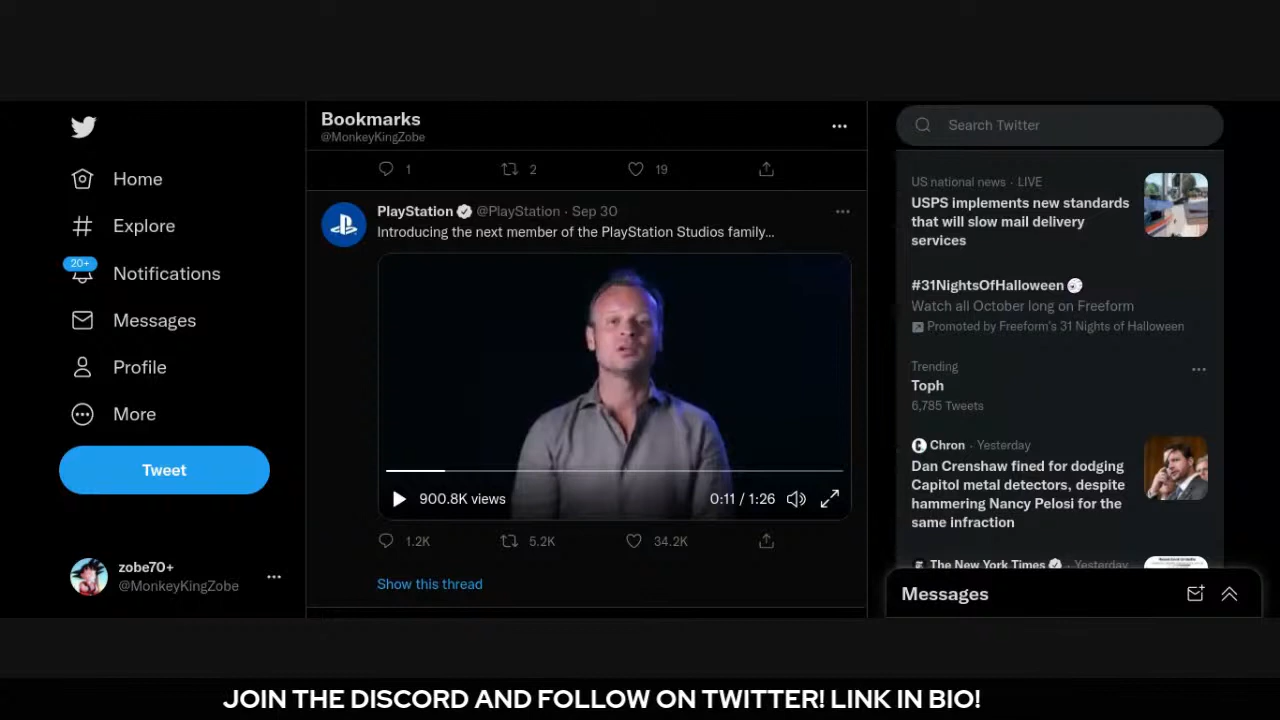 Home
Explore
20+
Notifications
Messages
Profile
More
Tweet
zobe70+
@MonkeyKingZobe
Bookmarks
@MonkeyKingZobe
1
2
19
PlayStation @PlayStation · Sep 30
Introducing the next member of the PlayStation Studios family...
900.8K views
0:11 / 1:26
1.2K
5.2K
34.2K
Show this thread
Search Twitter
US national news · LIVE
USPS implements new standards
that will slow mail delivery
services
#31NightsOfHalloween
Watch all October long on Freeform
Promoted by Freeform's 31 Nights of Halloween
Trending
Toph
6,785 Tweets
Chron · Yesterday
Dan Crenshaw fined for dodging
Capitol metal detectors, despite
hammering Nancy Pelosi for the
same infraction
The New York Times · Yesterday
Messages
JOIN THE DISCORD AND FOLLOW ON TWITTER! LINK IN BIO!